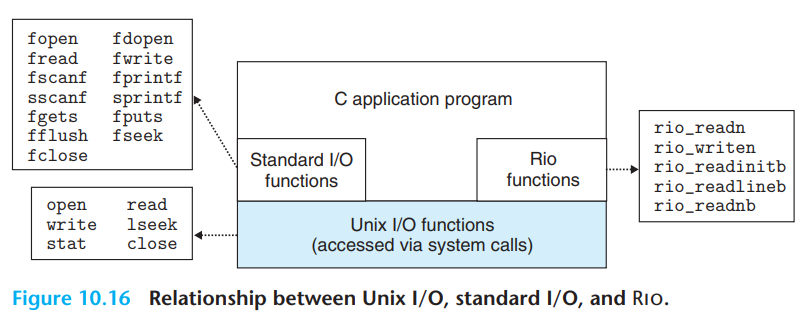 fopen fdopen
fread fwrite
fscanf fprintf
sscanf sprintf
fgets fputs
fflush fseek
fclose
C application program
Standard I/O
functions
Rio
functions
rio_readn
rio_writen
rio_readinitb
rio_readlineb
rio_readnb
open read
write lseek
stat close
Unix I/O functions
(accessed via system calls)
Figure 10.16 Relationship between Unix I/O, standard I/O, and RIO.